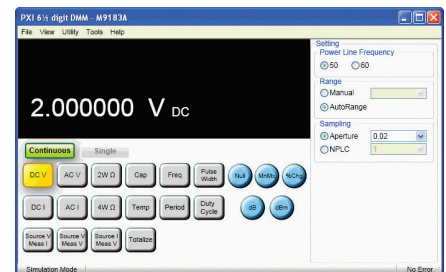 PXI 6½ digit DMM - M9183A
File View Utility Tools Help
2.000000 V DC
Continuous Single
DC V AC V 2W Ω Cap Freq Pulse Width Null MnMx %Chg
DC I AC I 4W Ω Temp Period Duty Cycle dB dBm
Source V Meas I Source V Meas V Source I Meas V Totalize
Setting
Power Line Frequency
50 60
Range
Manual
AutoRange
Sampling
Aperture 0.02
NPLC 1
Simulation Mode No Error